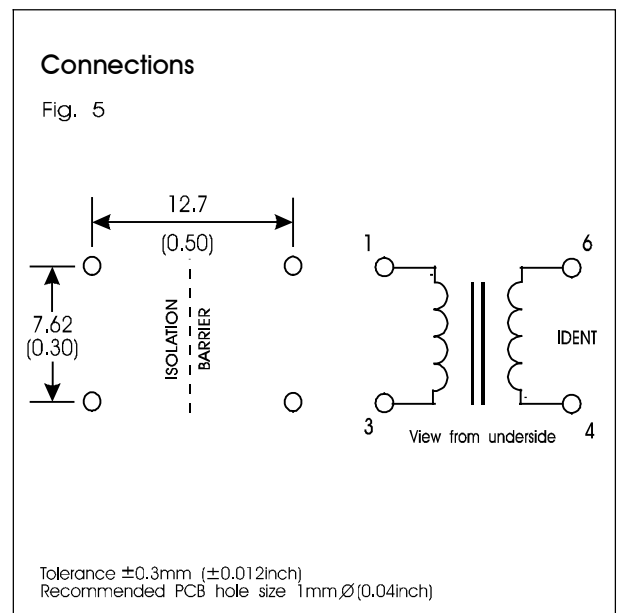 Connections
Fig. 5
12.7
(0.50)
7.62
(0.30)
ISOLATION
BARRIER
1
6
IDENT
3
4
View from underside
Tolerance ±0.3mm (±0.012inch)
Recommended PCB hole size 1mmØ(0.04inch)